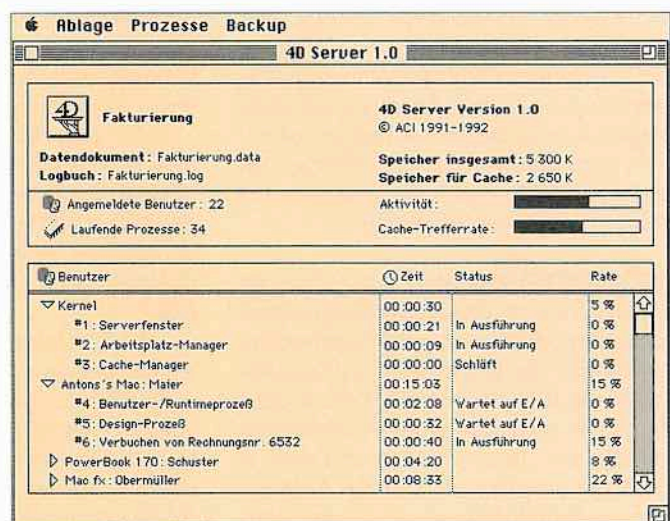 Ablage Prozesse Backup
4D Server 1.0
4D
Fakturierung
4D Server Version 1.0
© ACI 1991-1992
Datendokument: Fakturierung.data
Speicher insgesamt: 5 300 K
Logbuch: Fakturierung.log
Speicher für Cache: 2 650 K
Angemeldete Benutzer: 22
Aktivität:
Laufende Prozesse: 34
Cache-Trefferrate:
Benutzer Zeit Status Rate
Kernel 00:00:30 5 %
#1: Serverfenster 00:00:21 In Ausführung 0 %
#2: Arbeitsplatz-Manager 00:00:09 In Ausführung 0 %
#3: Cache-Manager 00:00:00 Schläft 0 %
Antons's Mac: Maier 00:15:03 15 %
#4: Benutzer-/Runtimeprozeß 00:02:08 Wartet auf E/A 0 %
#5: Design-Prozeß 00:00:32 Wartet auf E/A 0 %
#6: Verbuchen von Rechnungsnr. 6532 00:00:40 In Ausführung 15 %
PowerBook 170: Schuster 00:04:20 8 %
Mac fx: Obermüller 00:08:33 22 %